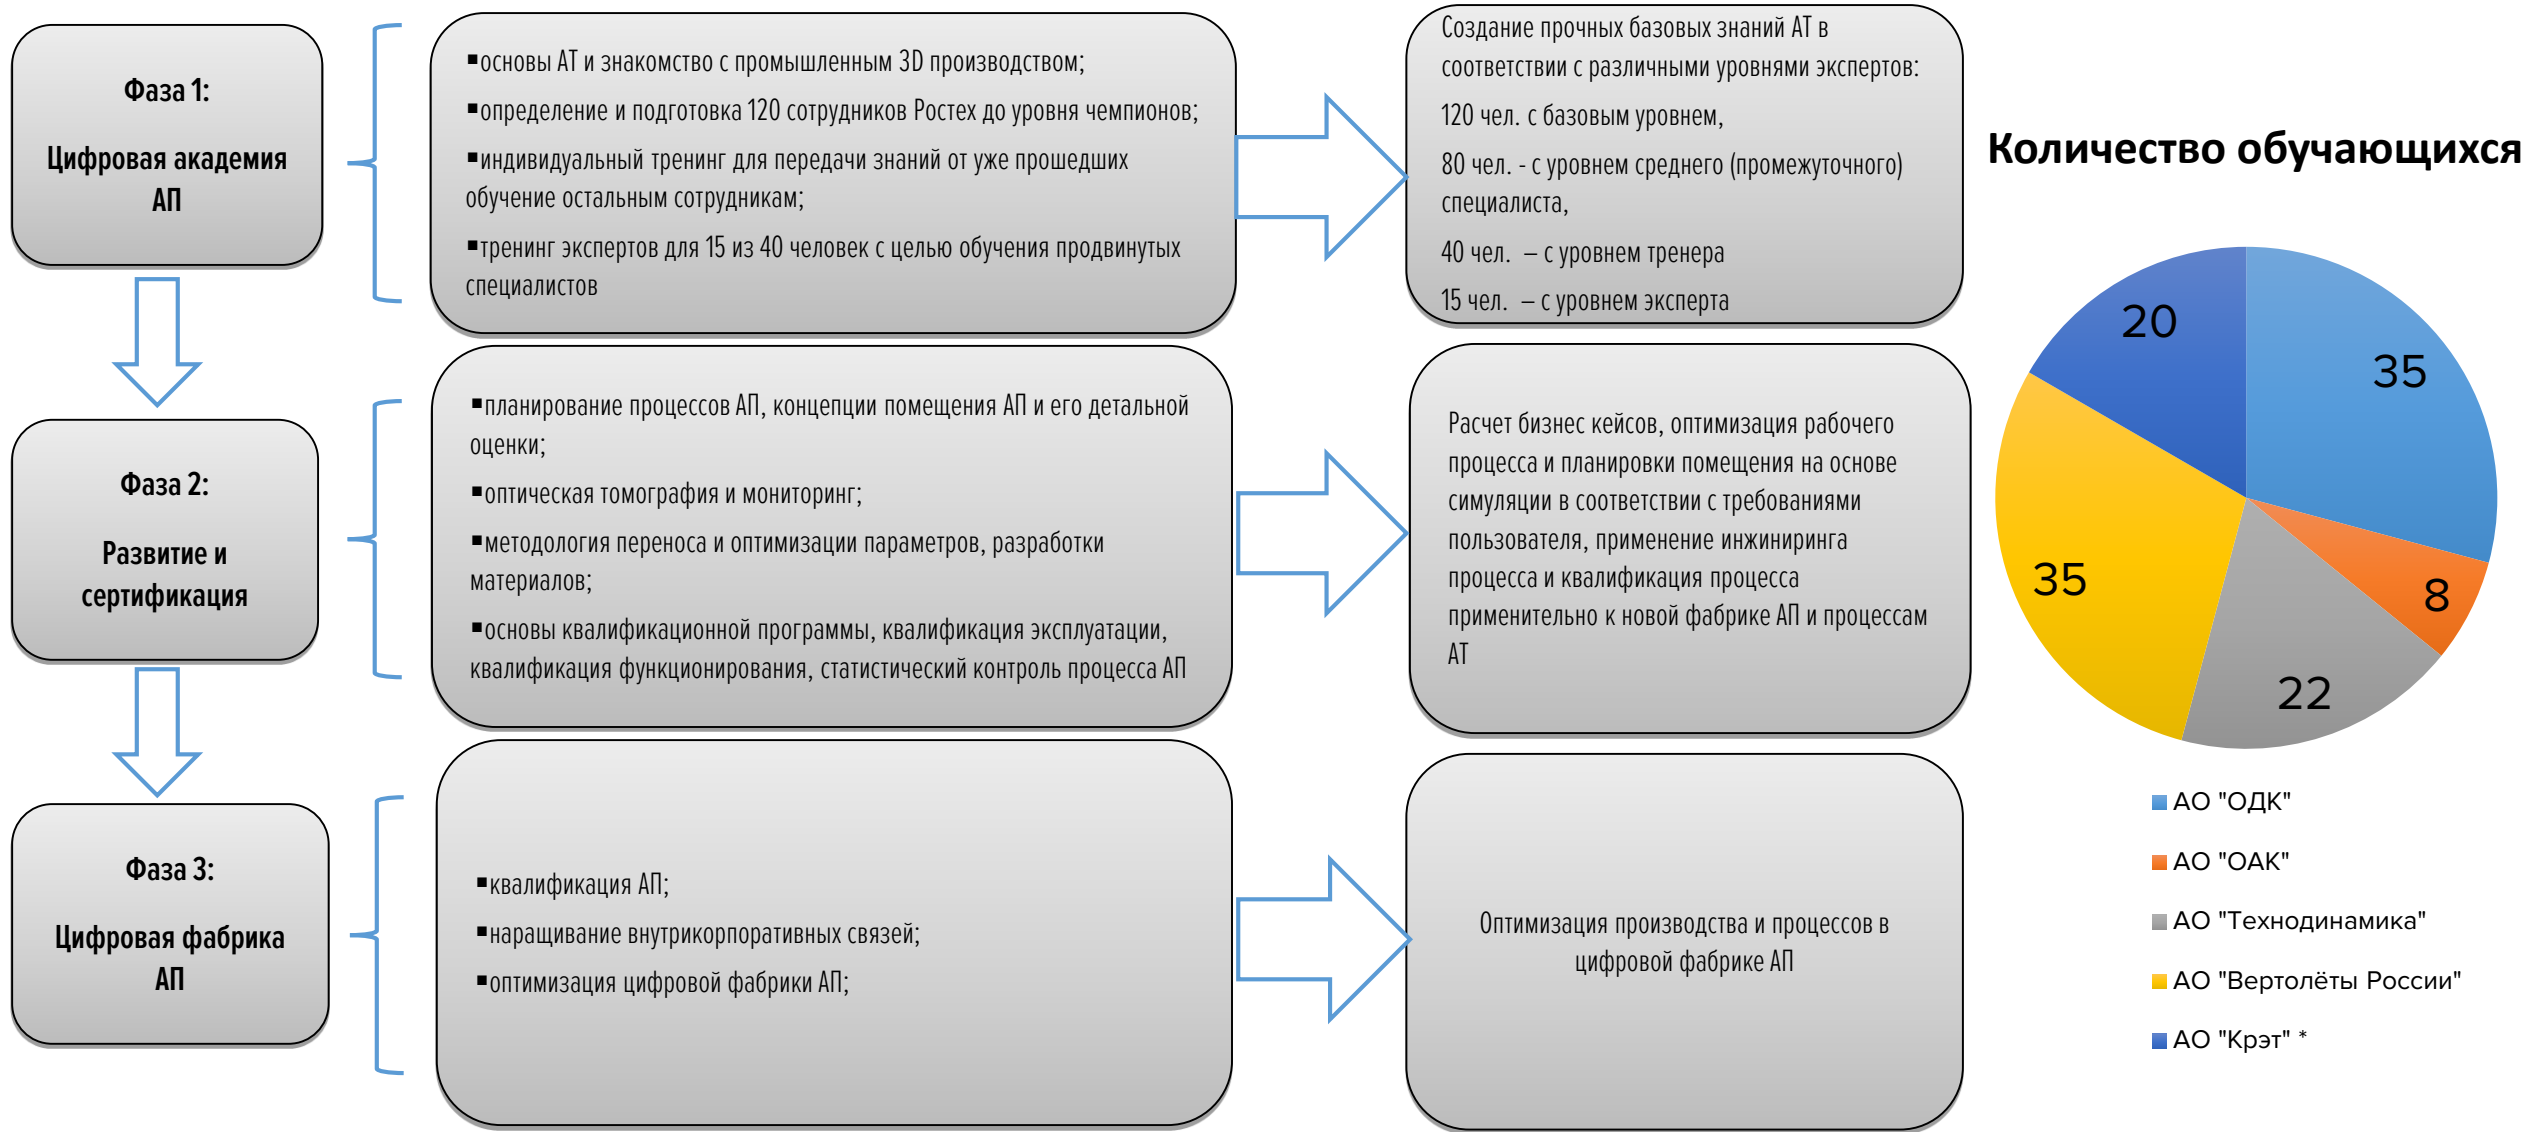 Фаза 1:
Цифровая академия
АП
▪основы АТ и знакомство с промышленным 3D производством;
▪определение и подготовка 120 сотрудников Ростех до уровня чемпионов;
▪индивидуальный тренинг для передачи знаний от уже прошедших
обучение остальным сотрудникам;
▪тренинг экспертов для 15 из 40 человек с целью обучения продвинутых
специалистов
Создание прочных базовых знаний АТ в
соответствии с различными уровнями экспертов:
120 чел. с базовым уровнем,
80 чел. - с уровнем среднего (промежуточного)
специалиста,
40 чел. – с уровнем тренера
15 чел. – с уровнем эксперта
Фаза 2:
Развитие и
сертификация
▪планирование процессов АП, концепции помещения АП и его детальной
оценки;
▪оптическая томография и мониторинг;
▪методология переноса и оптимизации параметров, разработки
материалов;
▪основы квалификационной программы, квалификация эксплуатации,
квалификация функционирования, статистический контроль процесса АП
Расчет бизнес кейсов, оптимизация рабочего
процесса и планировки помещения на основе
симуляции в соответствии с требованиями
пользователя, применение инжиниринга
процесса и квалификация процесса
применительно к новой фабрике АП и процессам
АТ
Фаза 3:
Цифровая фабрика
АП
▪квалификация АП;
▪наращивание внутрикорпоративных связей;
▪оптимизация цифровой фабрики АП;
Оптимизация производства и процессов в
цифровой фабрике АП
Количество обучающихся
20
35
35
8
22
АО "ОДК"
АО "ОАК"
АО "Технодинамика"
АО "Вертолёты России"
АО "Крэт" *